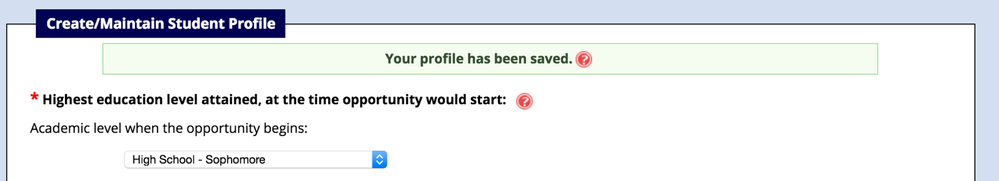 Create/Maintain Student Profile
Your profile has been saved. ?
* Highest education level attained, at the time opportunity would start: ?
Academic level when the opportunity begins:
High School - Sophomore